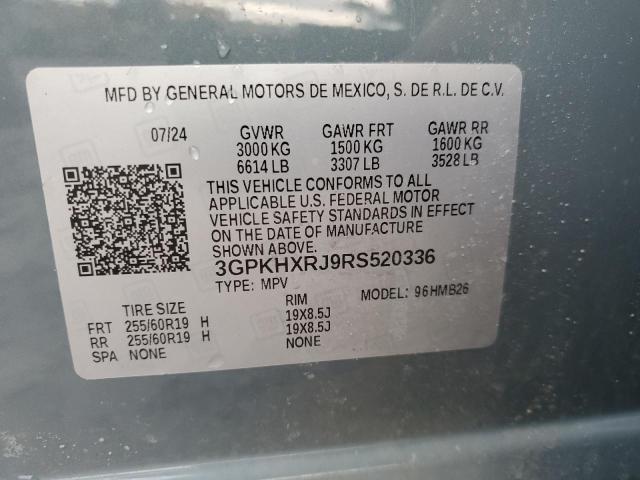 MFD BY GENERAL MOTORS DE MEXICO, S. DE R.L. DE C.V.
07/24 GVWR GAWR FRT GAWR RR
3000 KG 1500 KG 1600 KG
6614 LB 3307 LB 3528 LB
THIS VEHICLE CONFORMS TO ALL
APPLICABLE U.S. FEDERAL MOTOR
VEHICLE SAFETY STANDARDS IN EFFECT
ON THE DATE OF MANUFACTURE
SHOWN ABOVE.
3GPKHXRJ9RS520336
TYPE: MPV MODEL: 96HMB26
TIRE SIZE RIM
FRT 255/60R19 H 19X8.5J
RR 255/60R19 H 19X8.5J
SPA NONE NONE